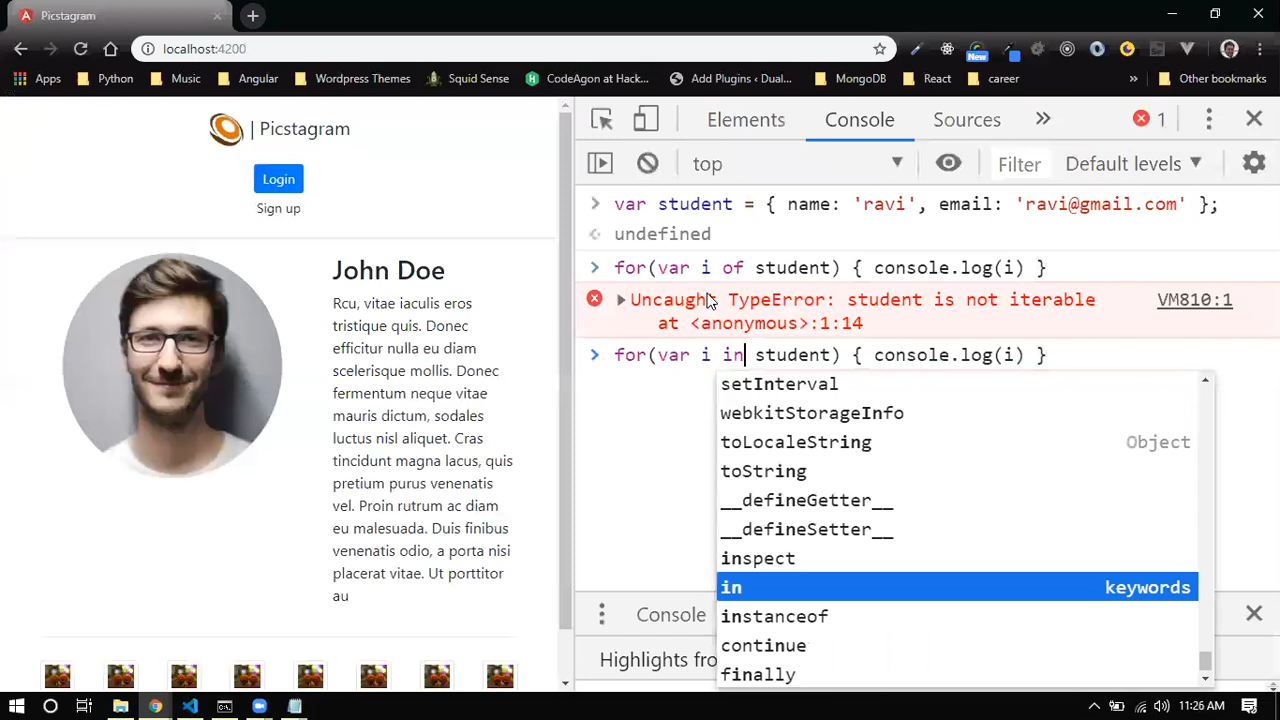 Picstagram
localhost:4200
New
Apps Python Music Angular Wordpress Themes Squid Sense CodeAgon at Hack... Add Plugins ‹ Dual... MongoDB React career » Other bookmarks
| Picstagram
Login
Sign up
John Doe
Rcu, vitae iaculis eros
tristique quis. Donec
efficitur nulla eu diam
scelerisque mollis. Donec
fermentum neque vitae
mauris dictum, sodales
luctus nisl aliquet. Cras
tincidunt magna lacus, quis
pretium purus venenatis
vel. Proin rutrum ac diam
eu malesuada. Duis finibus
venenatis odio, a porta nisi
placerat vitae. Ut porttitor
au
Elements Console Sources » 1
top Filter Default levels
> var student = { name: 'ravi', email: 'ravi@gmail.com' };
undefined
> for(var i of student) { console.log(i) }
Uncaught TypeError: student is not iterable VM810:1
at <anonymous>:1:14
> for(var i in student) { console.log(i) }
setInterval
webkitStorageInfo
toLocaleString Object
toString
__defineGetter__
__defineSetter__
inspect
in keywords
instanceof
continue
finally
Console
Highlights fro
11:26 AM